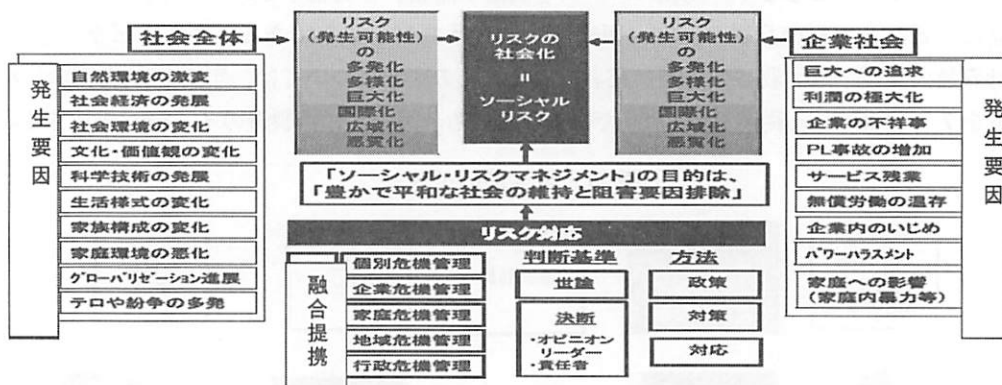 社会全体
発生要因
自然環境の激変
社会経済の発展
社会環境の変化
文化・価値観の変化
科学技術の発展
生活様式の変化
家族構成の変化
家庭環境の悪化
グローバリゼーション進展
テロや紛争の多発
リスク
(発生可能性)
の
多発化
多様化
巨大化
国際化
広域化
悪質化
リスクの
社会化
=
ソーシャル
リスク
リスク
(発生可能性)
の
多発化
多様化
巨大化
国際化
広域化
悪質化
企業社会
巨大への追求
利潤の極大化
企業の不祥事
PL事故の増加
サービス残業
無償労働の温存
企業内のいじめ
パワーハラスメント
家庭への影響
(家庭内暴力等)
発生要因
「ソーシャル・リスクマネジメント」の目的は、
「豊かで平和な社会の維持と阻害要因排除」
リスク対応
融合提携
個別危機管理
企業危機管理
家庭危機管理
地域危機管理
行政危機管理
判断基準
世論
決断
・オピニオン
リーダー
・責任者
方法
政策
対策
対応